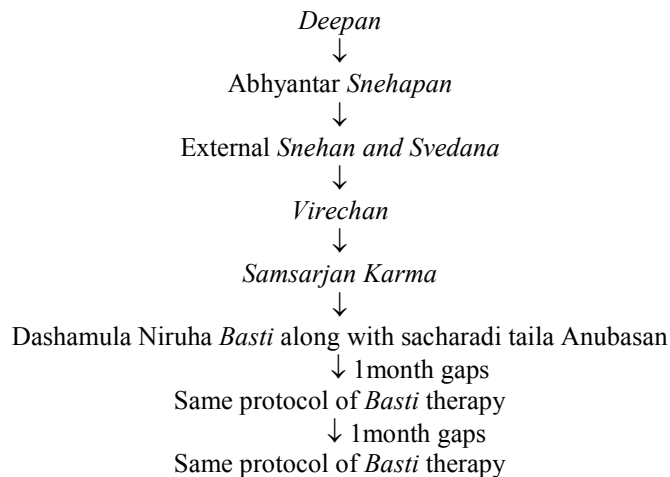 Deepan
↓
Abhyantar Snehapan
↓
External Snehan and Svedana
↓
Virechan
↓
Samsarjan Karma
↓
Dashamula Niruha Basti along with sacharadi taila Anubasan
↓ 1month gaps
Same protocol of Basti therapy
↓ 1month gaps
Same protocol of Basti therapy